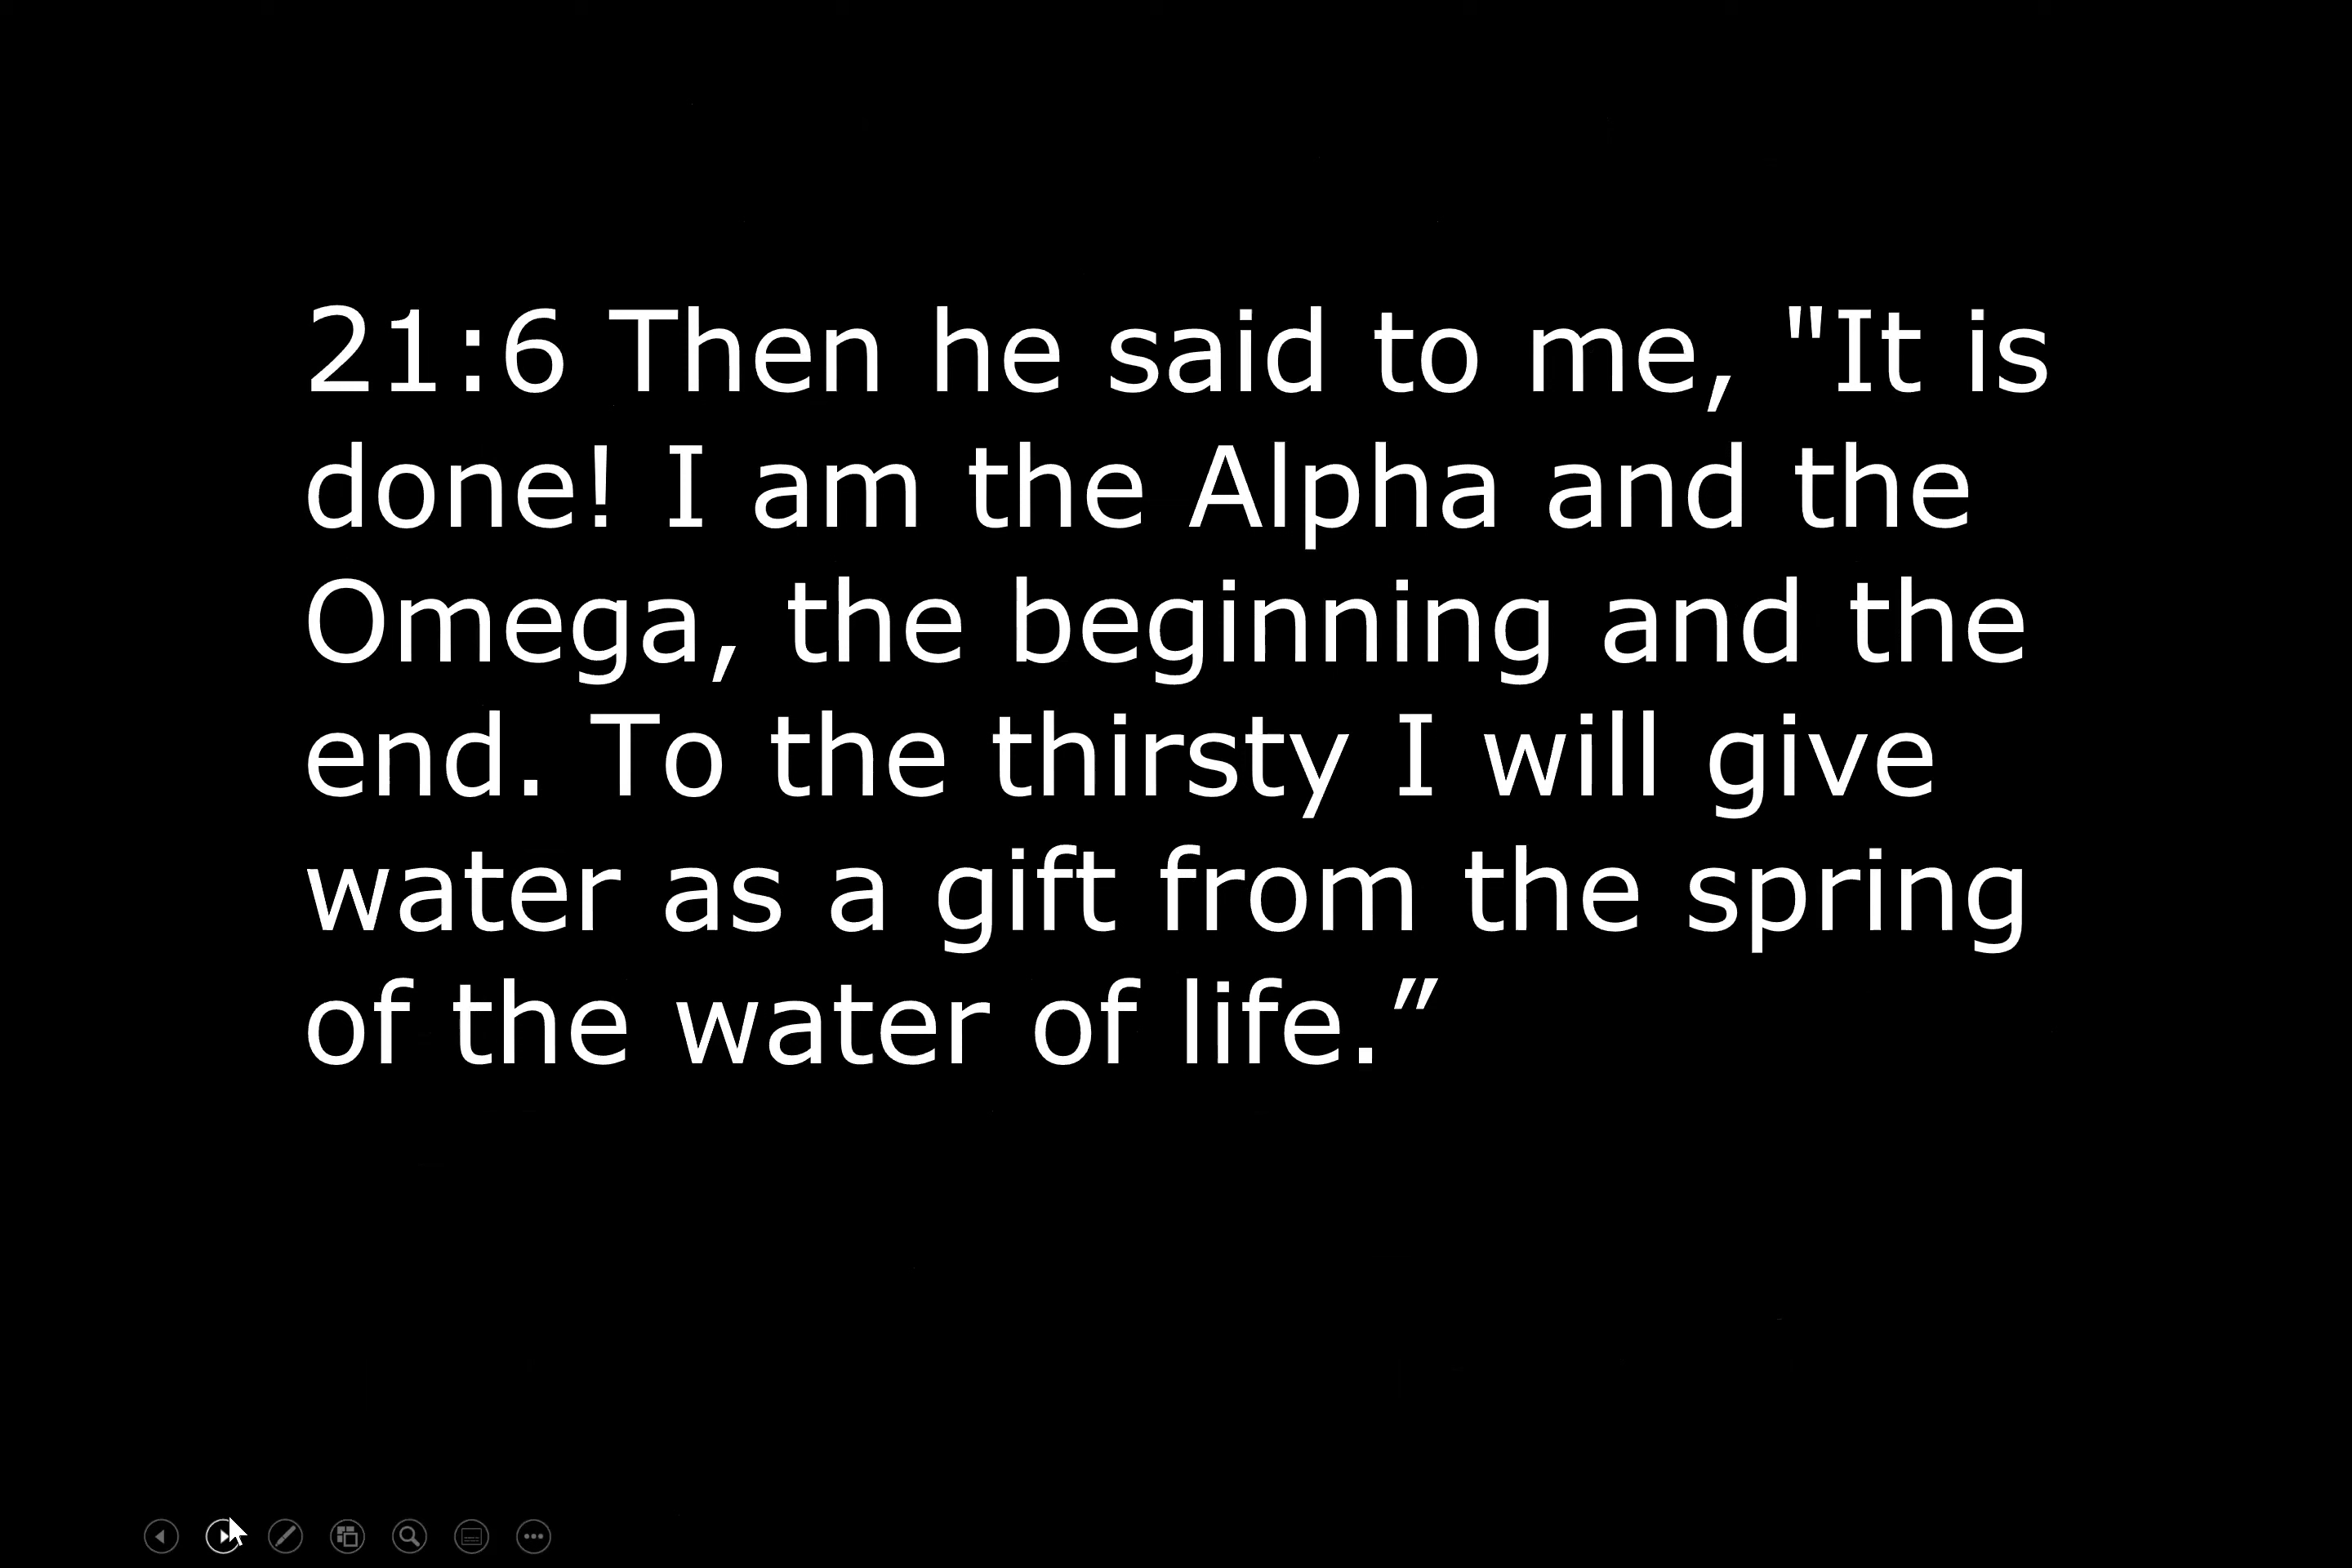 21:6 Then he said to me, "It is
done! I am the Alpha and the
Omega, the beginning and the
end. To the thirsty I will give
water as a gift from the spring
of the water of life.”